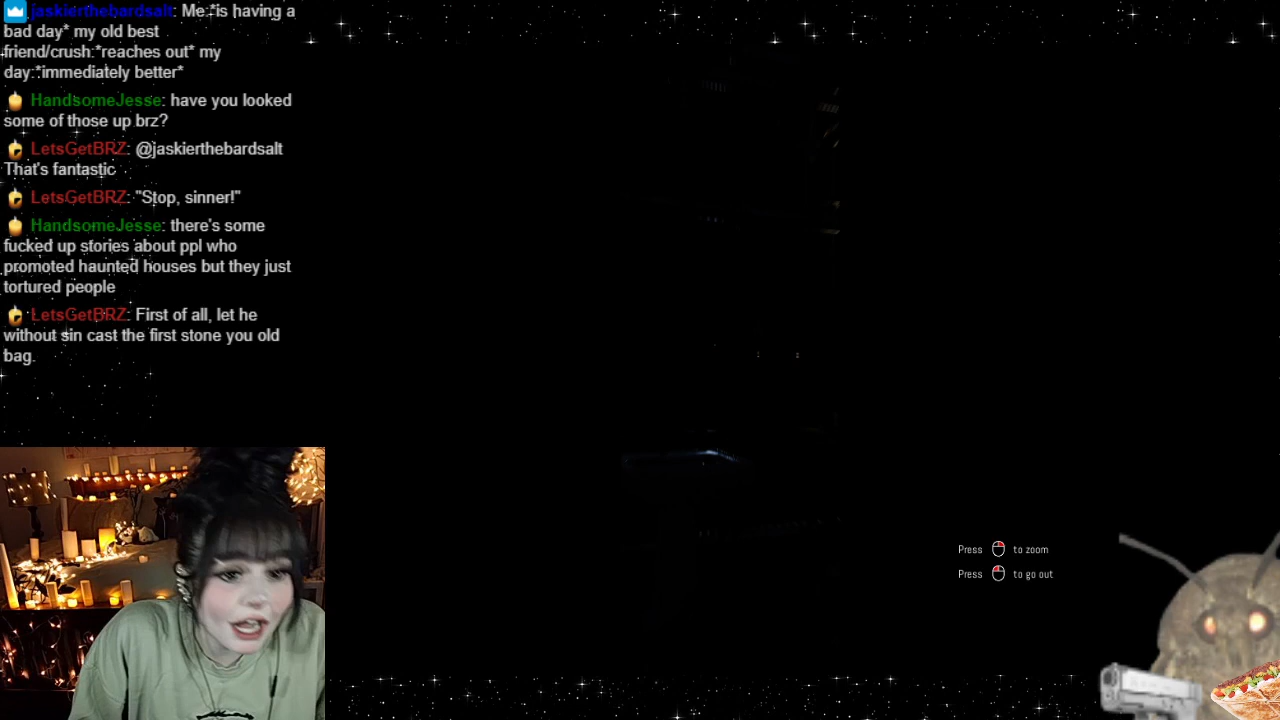 jaskierthebardsalt: Me:*is having a
bad day* my old best
friend/crush:*reaches out* my
day:*immediately better*
HandsomeJesse: have you looked
some of those up brz?
LetsGetBRZ: @jaskierthebardsalt
That's fantastic
LetsGetBRZ: "Stop, sinner!"
HandsomeJesse: there's some
fucked up stories about ppl who
promoted haunted houses but they just
tortured people
LetsGetBRZ: First of all, let he
without sin cast the first stone you old
bag.
Press to zoom
Press to go out